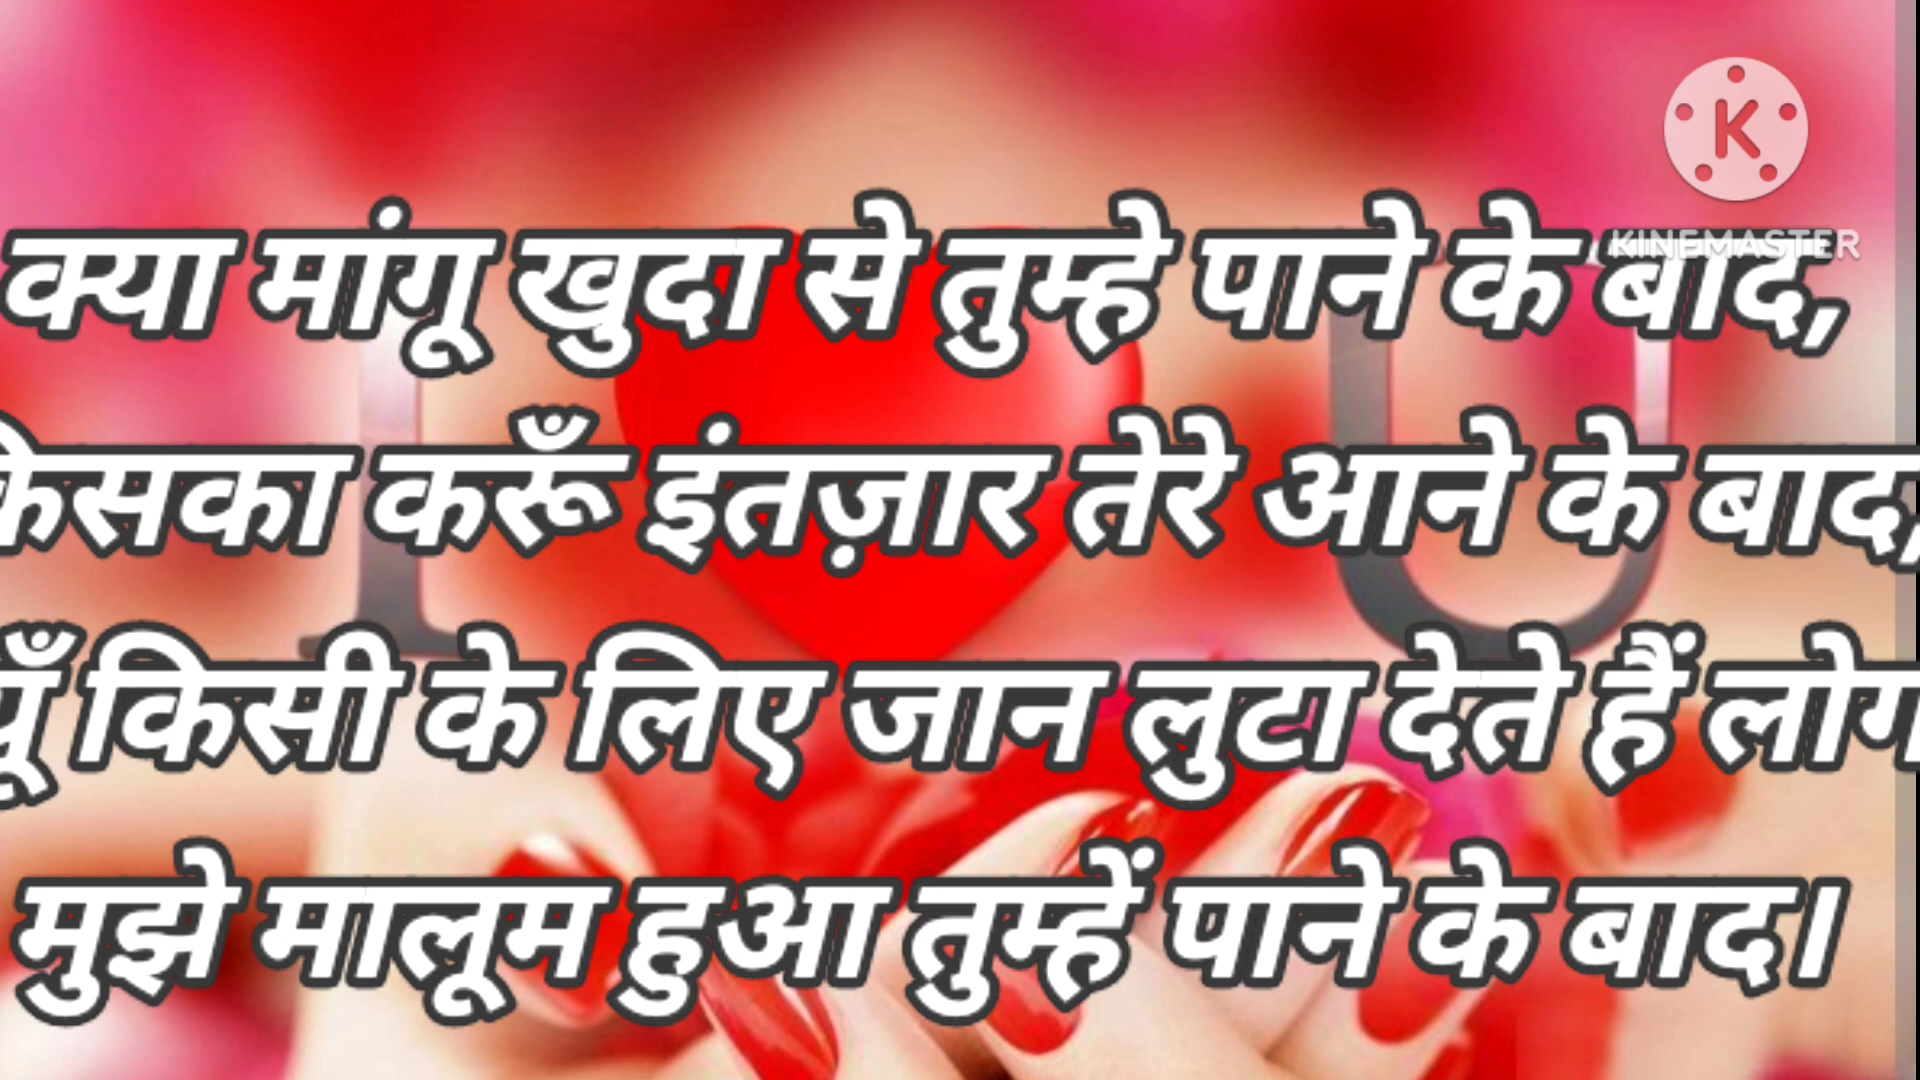 K
KINEMASTER
क्या मांगू खुदा से तुम्हे पाने के बाद,
किसका करूँ इंतज़ार तेरे आने के बाद,
यूँ किसी के लिए जान लुटा देते हैं लोग
मुझे मालूम हुआ तुम्हें पाने के बाद।
I U